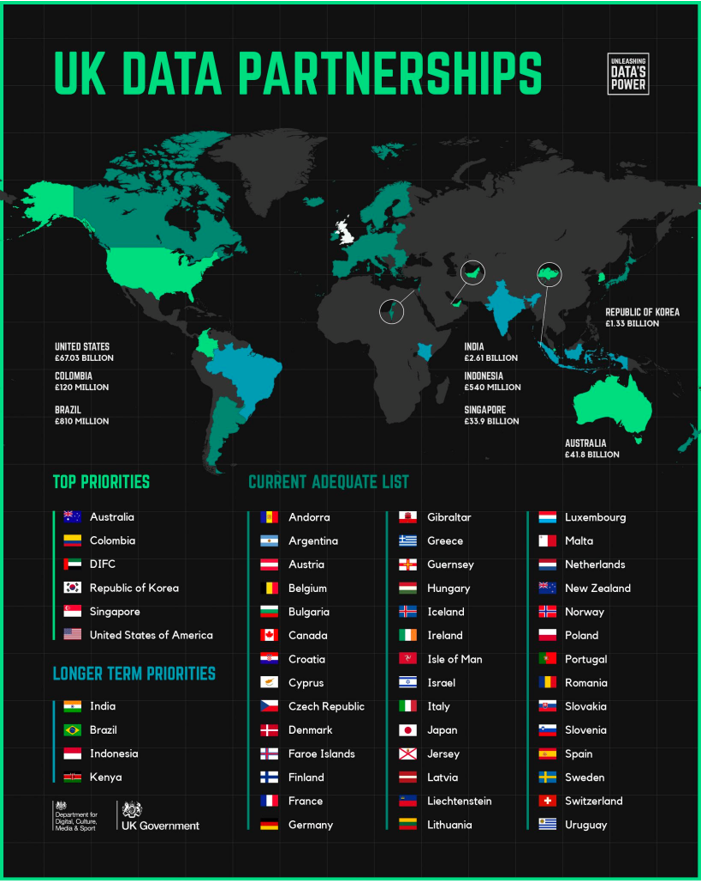 UK DATA PARTNERSHIPS
UNLEASHING
DATA'S
POWER
REPUBLIC OF KOREA
£1.33 BILLION
UNITED STATES
£67.03 BILLION
COLOMBIA
£120 MILLION
BRAZIL
£810 MILLION
INDIA
£2.61 BILLION
INDONESIA
£540 MILLION
SINGAPORE
£33.9 BILLION
AUSTRALIA
£41.8 BILLION
TOP PRIORITIES
Australia
Colombia
DIFC
Republic of Korea
Singapore
United States of America
LONGER TERM PRIORITIES
India
Brazil
Indonesia
Kenya
CURRENT ADEQUATE LIST
Andorra
Argentina
Austria
Belgium
Bulgaria
Canada
Croatia
Cyprus
Czech Republic
Denmark
Faroe Islands
Finland
France
Germany
Gibraltar
Greece
Guernsey
Hungary
Iceland
Ireland
Isle of Man
Israel
Italy
Japan
Jersey
Latvia
Liechtenstein
Lithuania
Luxembourg
Malta
Netherlands
New Zealand
Norway
Poland
Portugal
Romania
Slovakia
Slovenia
Spain
Sweden
Switzerland
Uruguay
Department for
Digital, Culture,
Media & Sport
UK Government